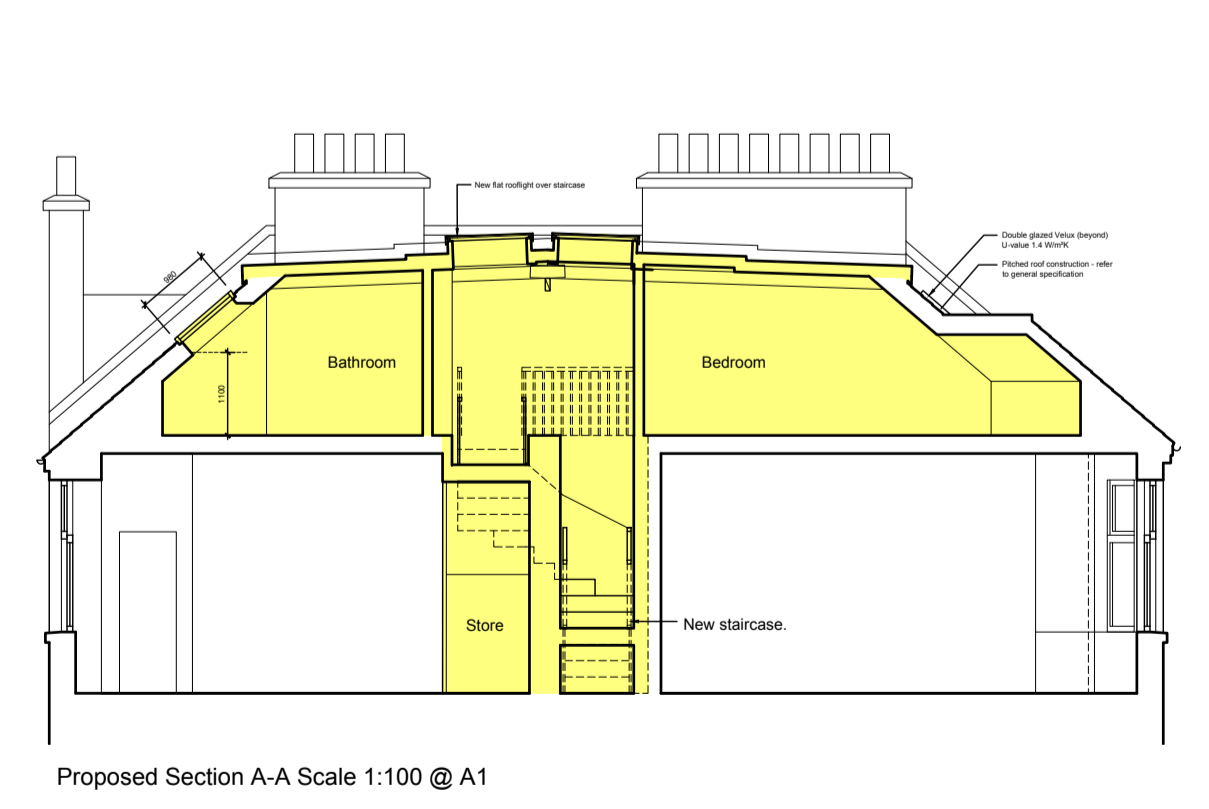 New flat rooflight over staircase
Double glazed Velux (beyond)
U-value 1.4 W/m²K
Pitched roof construction - refer
to general specification
980
Bathroom
Bedroom
1100
Store
New staircase.
Proposed Section A-A Scale 1:100 @ A1